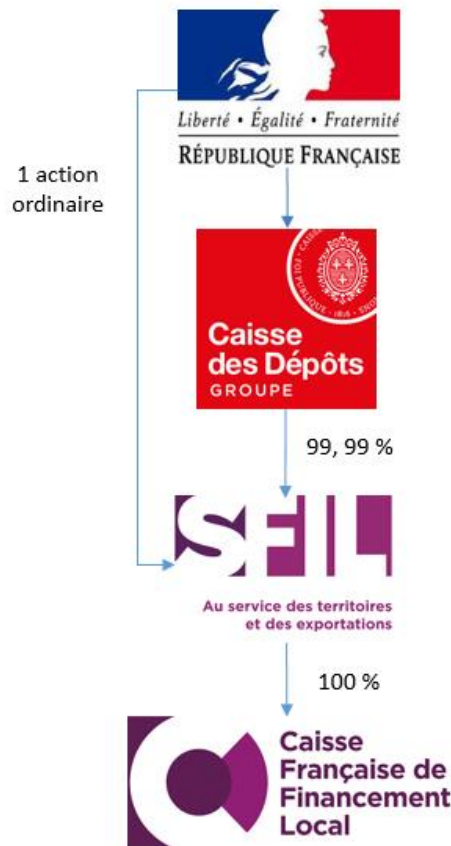 Liberté • Égalité • Fraternité
RÉPUBLIQUE FRANÇAISE
1 action
ordinaire
Caisse
des Dépôts
GROUPE
99, 99 %
SFIL
Au service des territoires
et des exportations
100 %
Caisse
Française de
Financement
Local